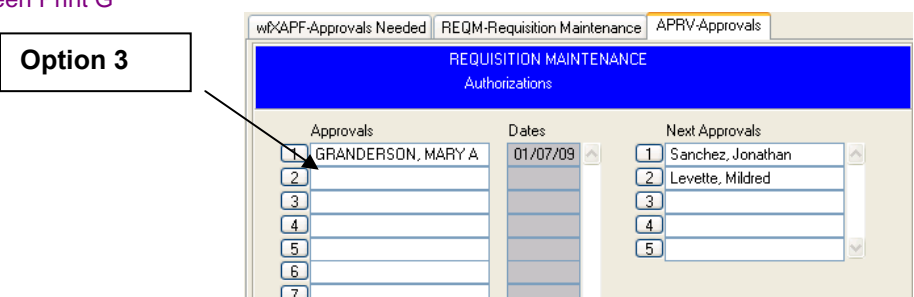 Option 3
wfXAPF-Approvals Needed REQM-Requisition Maintenance APRV-Approvals
REQUISITION MAINTENANCE
Authorizations
Approvals Dates Next Approvals
1 GRANDERSON, MARY A 01/07/09 1 Sanchez, Jonathan
2 2 Levette, Mildred
3 3
4 4
5 5
6
7